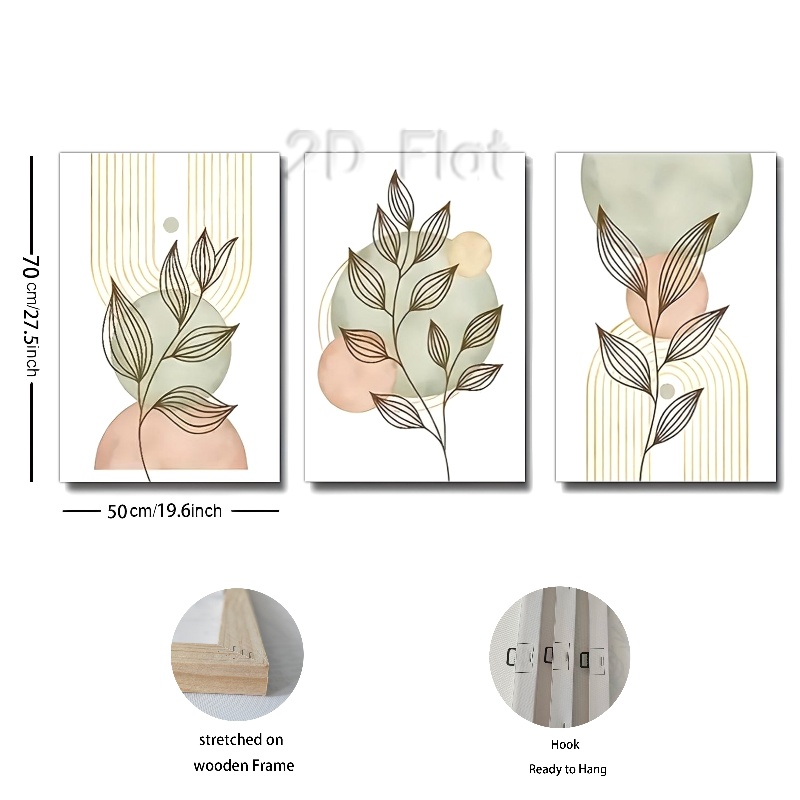 2D Flat
70 cm/27.5inch
50cm/19.6inch
stretched on
wooden Frame
Hook
Ready to Hang